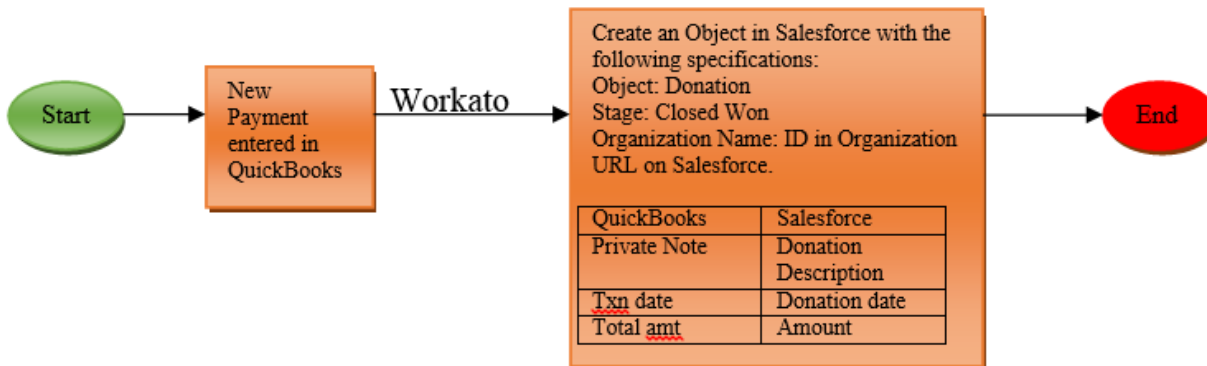 Start
New
Payment
entered in
QuickBooks
Workato
Create an Object in Salesforce with the
following specifications:
Object: Donation
Stage: Closed Won
Organization Name: ID in Organization
URL on Salesforce.
QuickBooks Salesforce
Private Note Donation
Description
Txn date Donation date
Total amt Amount
End